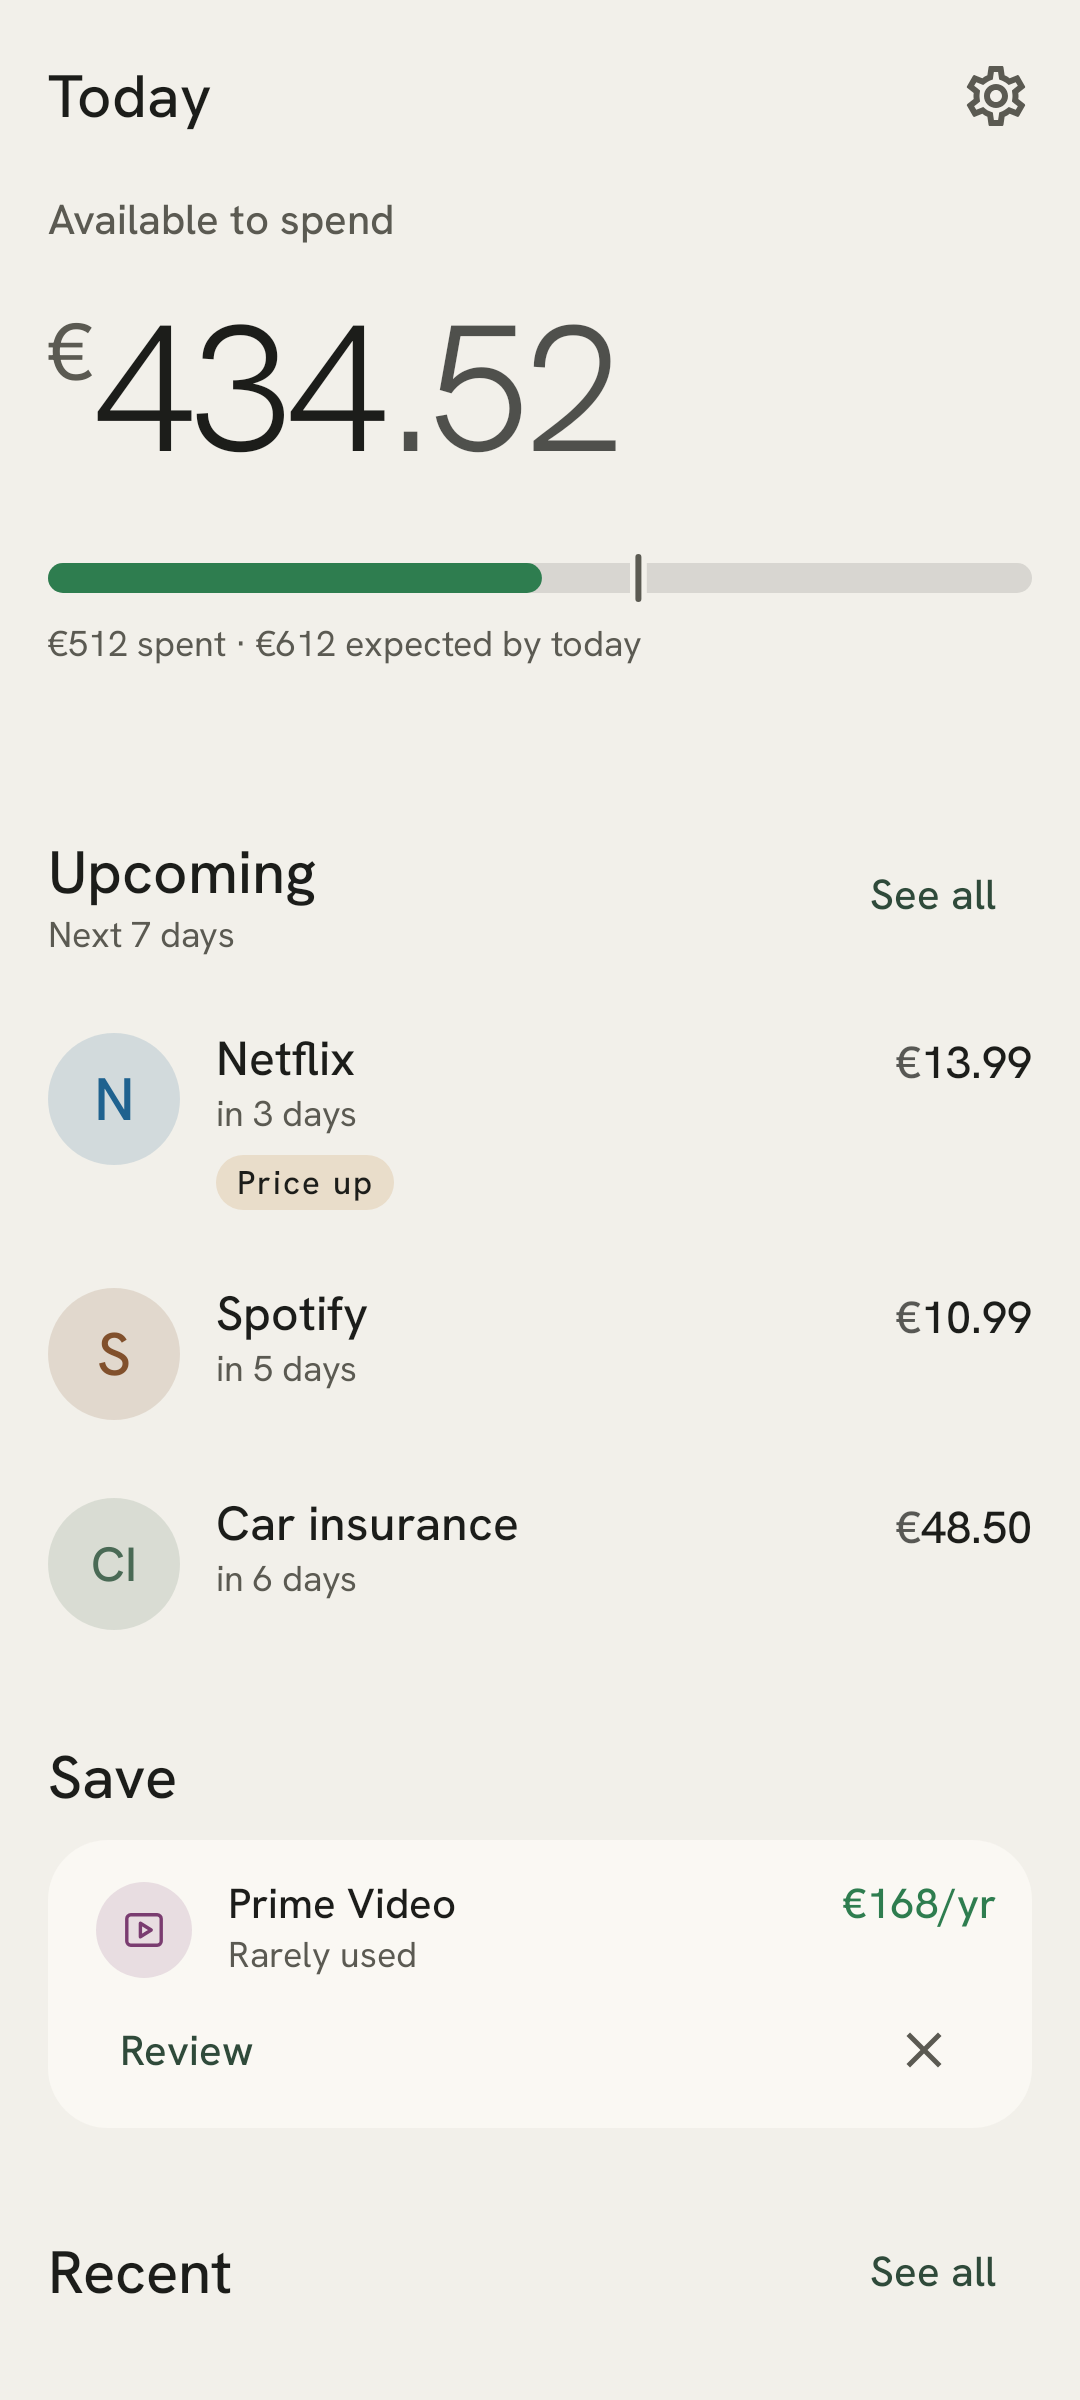 Today
Available to spend
€434.52
€512 spent · €612 expected by today
Upcoming
See all
Next 7 days
N
Netflix
€13.99
in 3 days
Price up
S
Spotify
€10.99
in 5 days
CI
Car insurance
€48.50
in 6 days
Save
Prime Video
€168/yr
Rarely used
Review
Recent
See all